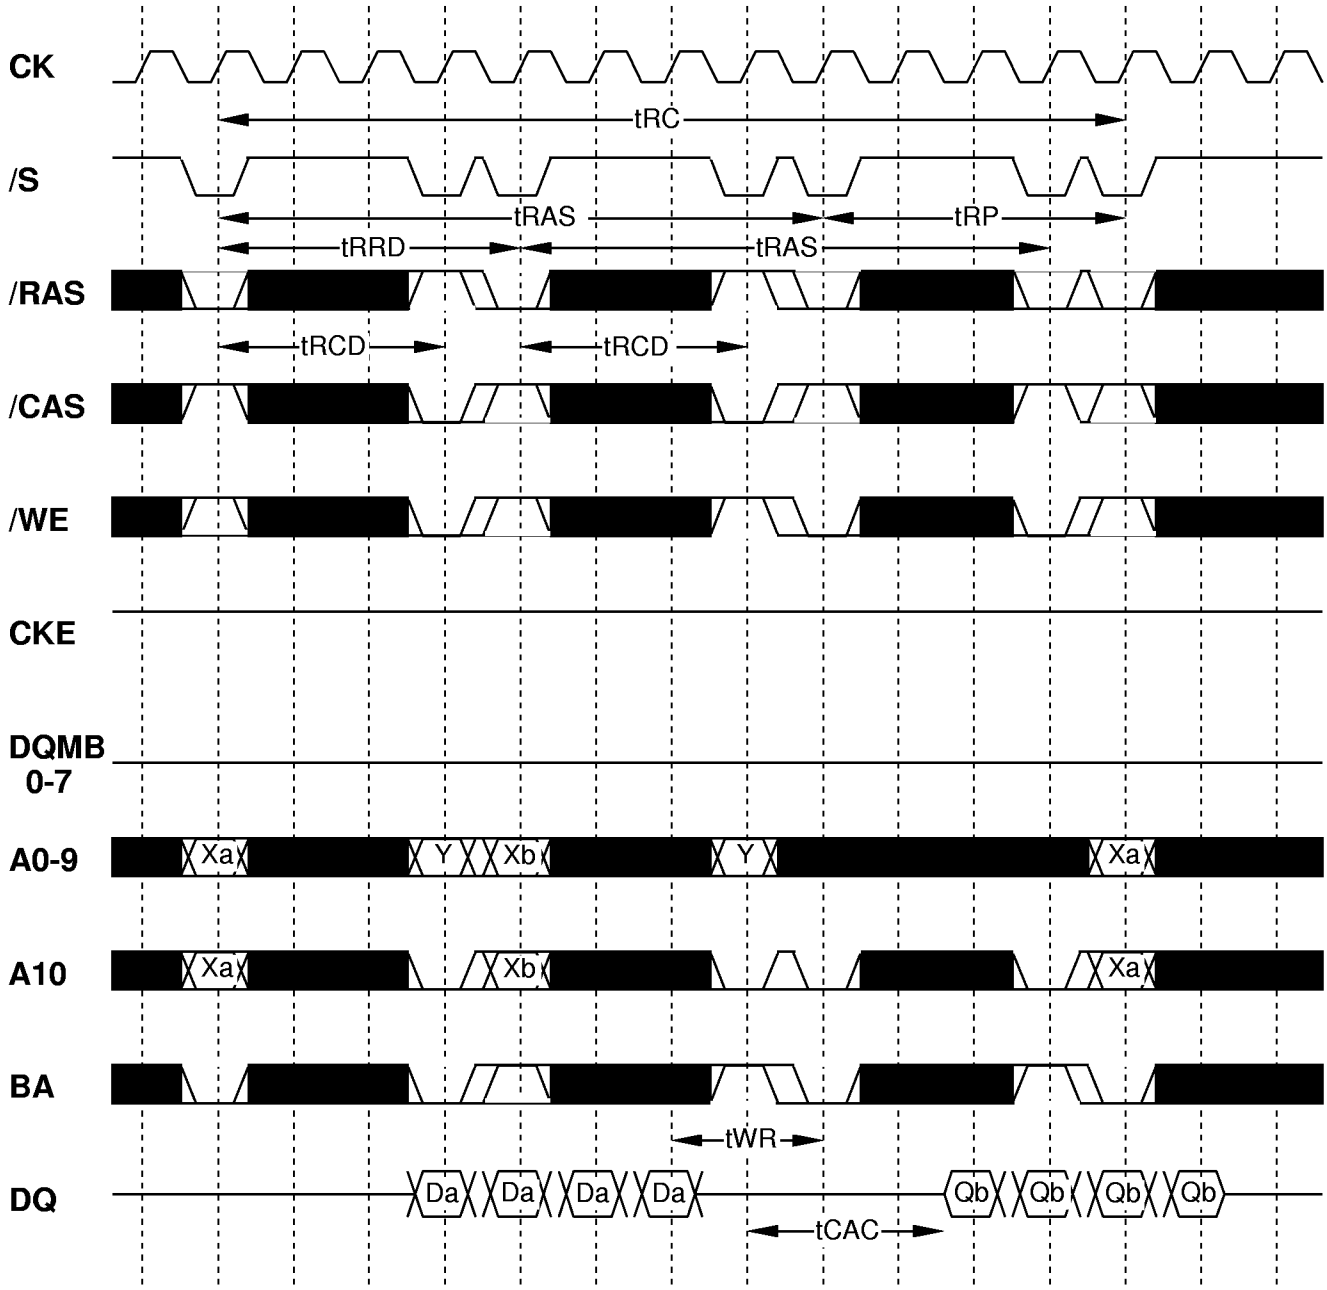 CK
tRC
/S
tRAS tRP
tRRD tRAS
/RAS
tRCD tRCD
/CAS
/WE
CKE
DQMB
0-7
A0-9 Xa Y Xb Y Xa
A10 Xa Xb Xa
BA
tWR
DQ Da Da Da Da Qb Qb Qb Qb
tCAC